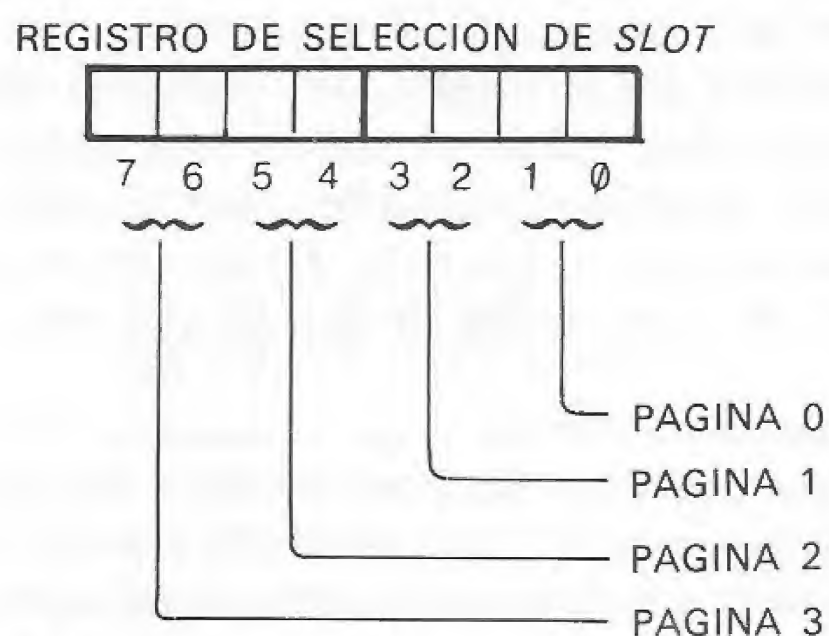 REGISTRO DE SELECCION DE SLOT
7 6 5 4 3 2 1 0
PAGINA 0
PAGINA 1
PAGINA 2
PAGINA 3